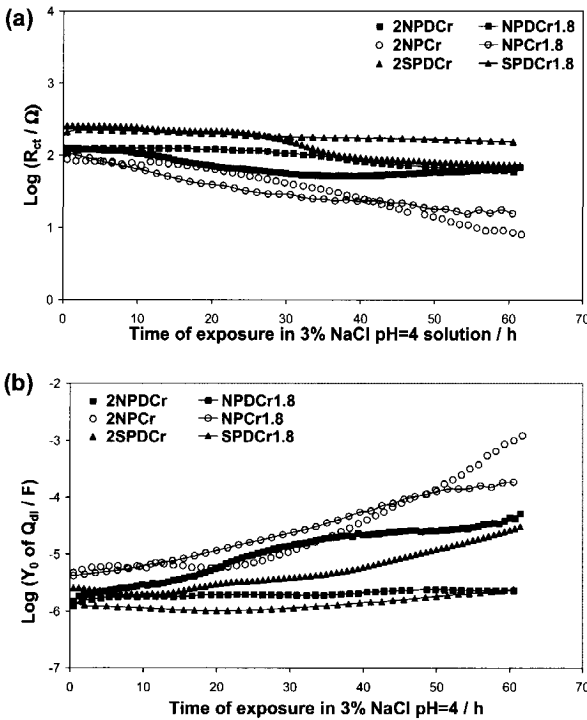 (a)
2NPDCr NPDCr1.8
2NPCr NPCr1.8
2SPDCr SPDCr1.8
4
3
2
1
0
Log (Rct / Ω)
0 10 20 30 40 50 60 70
Time of exposure in 3% NaCl pH=4 solution / h
(b)
-2
2NPDCr NPDCr1.8
2NPCr NPCr1.8
2SPDCr SPDCr1.8
-3
-4
-5
-6
-7
Log (Y0 of Qdl / F)
0 10 20 30 40 50 60 70
Time of exposure in 3% NaCl pH=4 / h